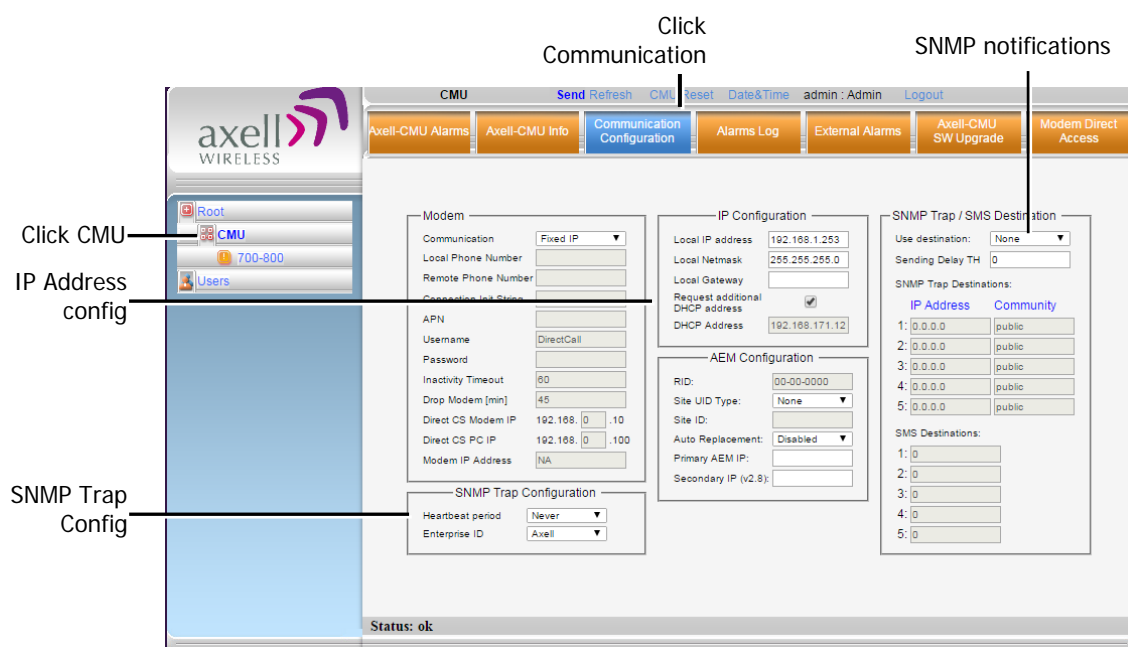 Click
Communication
SNMP notifications
Click CMU
IP Address
config
SNMP Trap
Config
axell
WIRELESS
CMU Send Refresh CMU Reset Date&Time admin : Admin Logout
Axell-CMU Alarms
Axell-CMU Info
Communication
Configuration
Alarms Log
External Alarms
Axell-CMU
SW Upgrade
Modem Direct
Access
Root
CMU
700-800
Users
Modem
Communication Fixed IP
Local Phone Number
Remote Phone Number
Connection Init String
APN
Username DirectCall
Password
Inactivity Timeout 60
Drop Modem [min] 45
Direct CS Modem IP 192.168. 0 .10
Direct CS PC IP 192.168. 0 .100
Modem IP Address NA
SNMP Trap Configuration
Heartbeat period Never
Enterprise ID Axell
IP Configuration
Local IP address 192.168.1.253
Local Netmask 255.255.255.0
Local Gateway
Request additional
DHCP address
DHCP Address 192.168.171.12
AEM Configuration
RID: 00-00-0000
Site UID Type: None
Site ID:
Auto Replacement: Disabled
Primary AEM IP:
Secondary IP (v2.8):
SNMP Trap / SMS Destination
Use destination: None
Sending Delay TH 0
SNMP Trap Destinations:
IP Address Community
1: 0.0.0.0 public
2: 0.0.0.0 public
3: 0.0.0.0 public
4: 0.0.0.0 public
5: 0.0.0.0 public
SMS Destinations:
1: 0
2: 0
3: 0
4: 0
5: 0
Status: ok